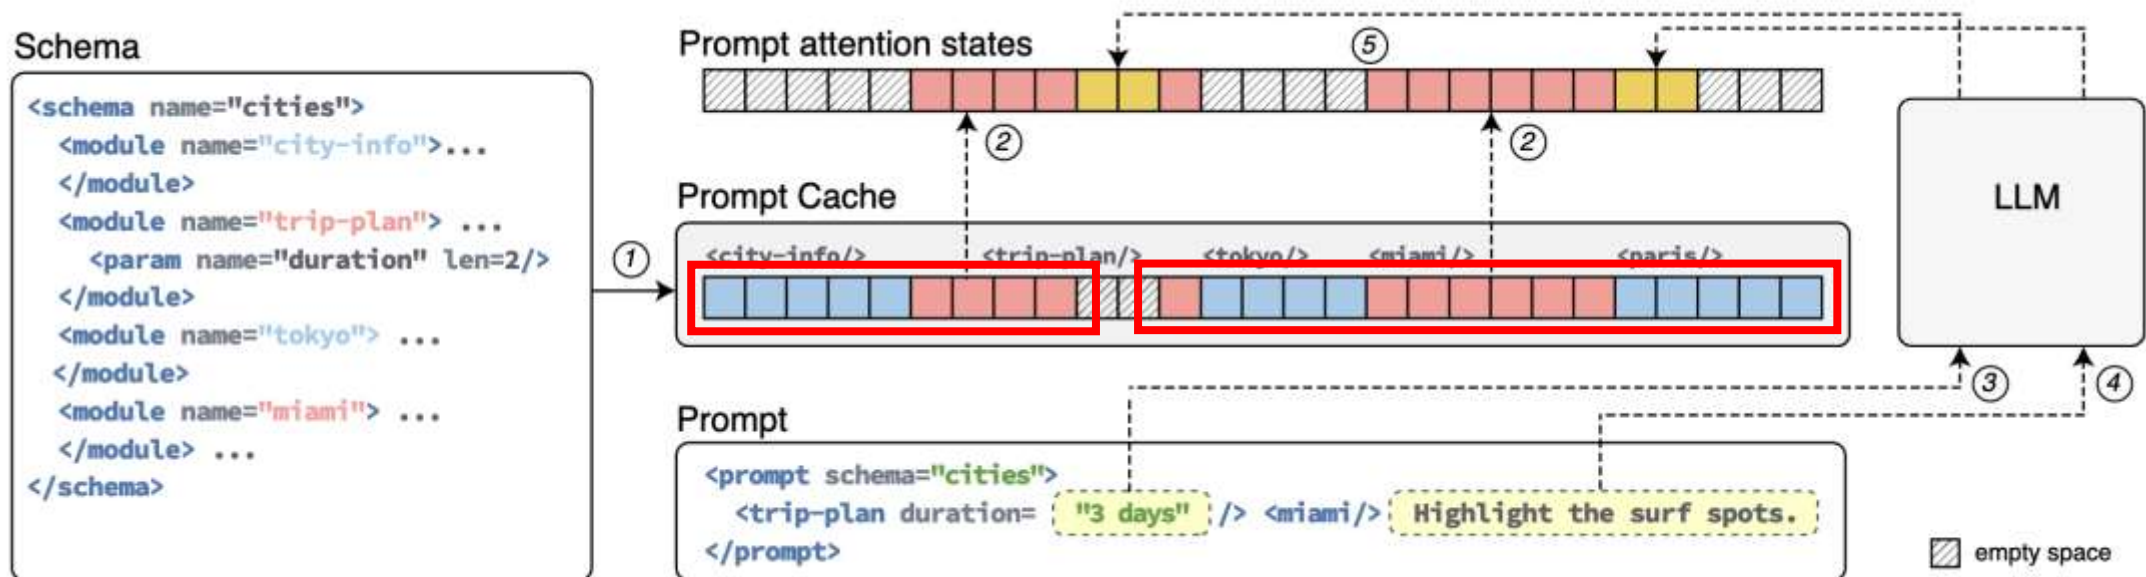 Schema
<schema name="cities">
<module name="city-info">...
</module>
<module name="trip-plan"> ...
<param name="duration" len=2/>
</module>
<module name="tokyo"> ...
</module>
<module name="miami"> ...
</module> ...
</schema>
1
Prompt attention states
5
2
2
Prompt Cache
<city-info/> <trip-plan/> <tokyo/> <miami/> <paris/>
LLM
3
4
Prompt
<prompt schema="cities">
<trip-plan duration= "3 days" /> <miami/> Highlight the surf spots.
</prompt>
empty space